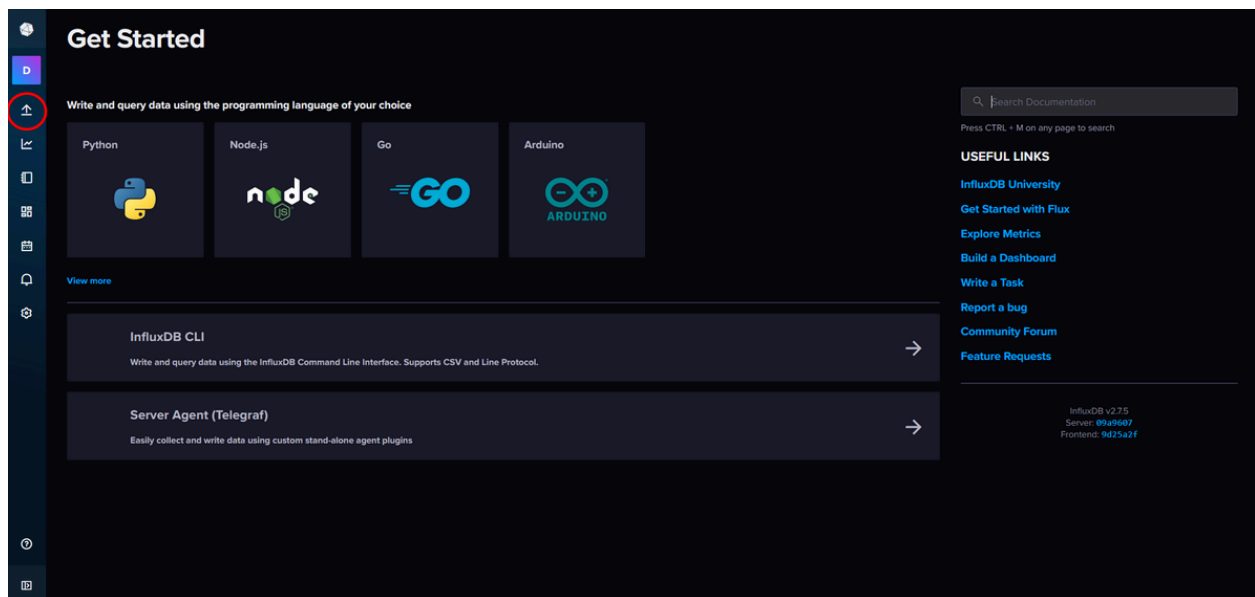 Get Started
D
Write and query data using the programming language of your choice
Python
Node.js
Go
Arduino
node
JS
GO
ARDUINO
View more
InfluxDB CLI
Write and query data using the InfluxDB Command Line Interface. Supports CSV and Line Protocol.
Server Agent (Telegraf)
Easily collect and write data using custom stand-alone agent plugins
Search Documentation
Press CTRL + M on any page to search
USEFUL LINKS
InfluxDB University
Get Started with Flux
Explore Metrics
Build a Dashboard
Write a Task
Report a bug
Community Forum
Feature Requests
InfluxDB v2.7.5
Server: 09a9607
Frontend: 9d25a2f